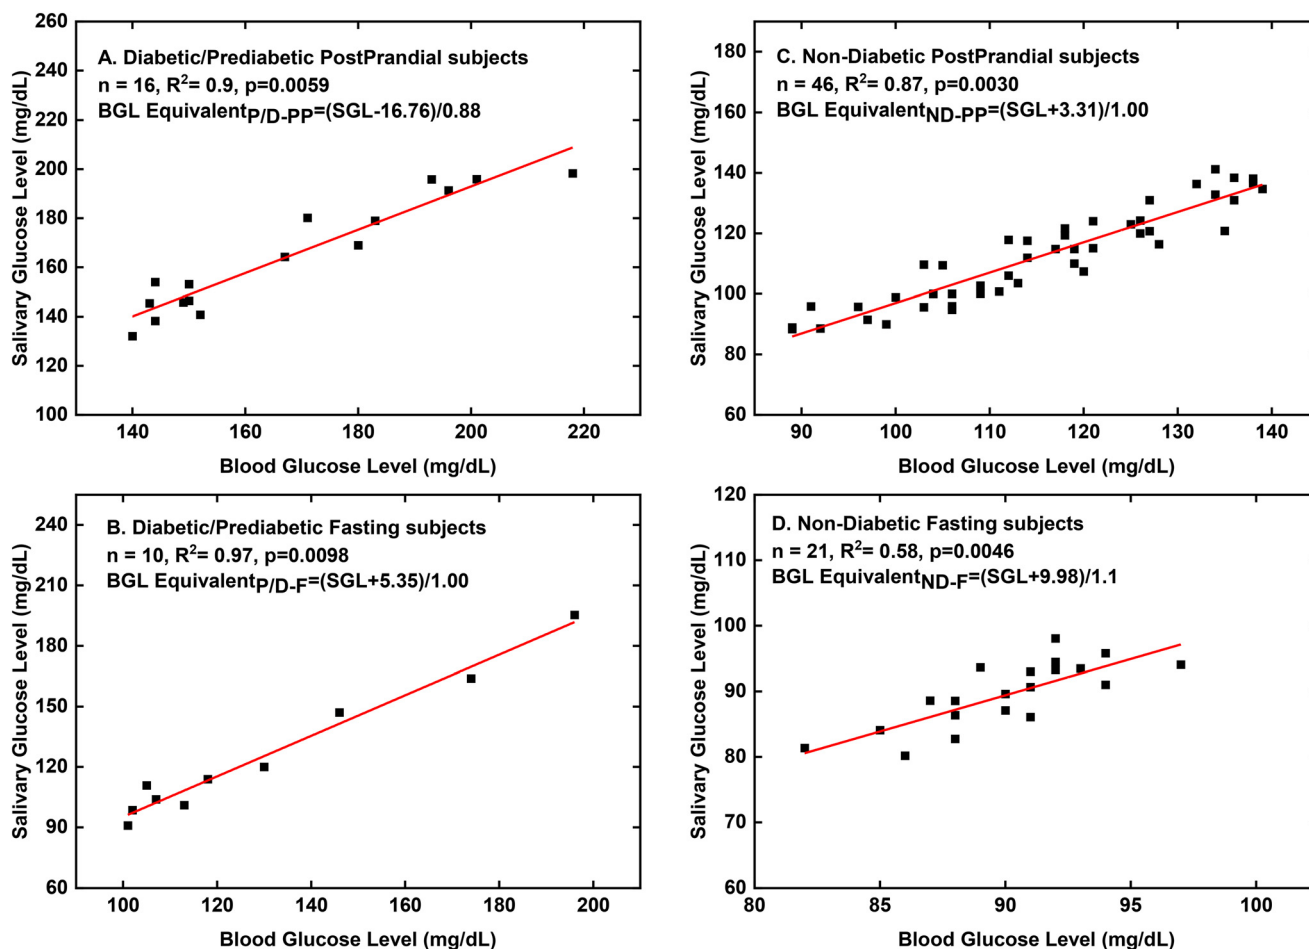 A. Diabetic/Prediabetic PostPrandial subjects
n = 16, R²= 0.9, p=0.0059
BGL Equivalent P/D-PP=(SGL-16.76)/0.88
Salivary Glucose Level (mg/dL)
260
240
220
200
180
160
140
120
100
140 160 180 200 220
Blood Glucose Level (mg/dL)
C. Non-Diabetic PostPrandial subjects
n = 46, R²= 0.87, p=0.0030
BGL Equivalent ND-PP=(SGL+3.31)/1.00
Salivary Glucose Level (mg/dL)
180
160
140
120
100
80
60
90 100 110 120 130 140
Blood Glucose Level (mg/dL)
B. Diabetic/Prediabetic Fasting subjects
n = 10, R²= 0.97, p=0.0098
BGL Equivalent P/D-F=(SGL+5.35)/1.00
Salivary Glucose Level (mg/dL)
240
210
180
150
120
90
60
100 120 140 160 180 200
Blood Glucose Level (mg/dL)
D. Non-Diabetic Fasting subjects
n = 21, R²= 0.58, p=0.0046
BGL Equivalent ND-F=(SGL+9.98)/1.1
Salivary Glucose Level (mg/dL)
120
110
100
90
80
70
60
80 85 90 95 100
Blood Glucose Level (mg/dL)